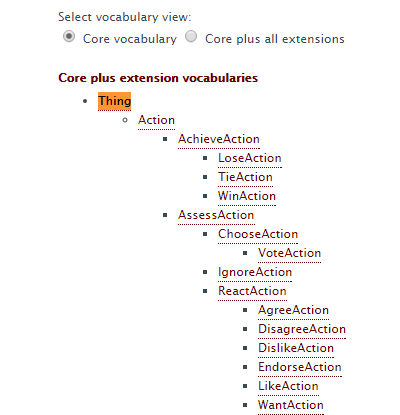 Select vocabulary view:
Core vocabulary Core plus all extensions
Core plus extension vocabularies
Thing
Action
AchieveAction
LoseAction
TieAction
WinAction
AssessAction
ChooseAction
VoteAction
IgnoreAction
ReactAction
AgreeAction
DisagreeAction
DislikeAction
EndorseAction
LikeAction
WantAction